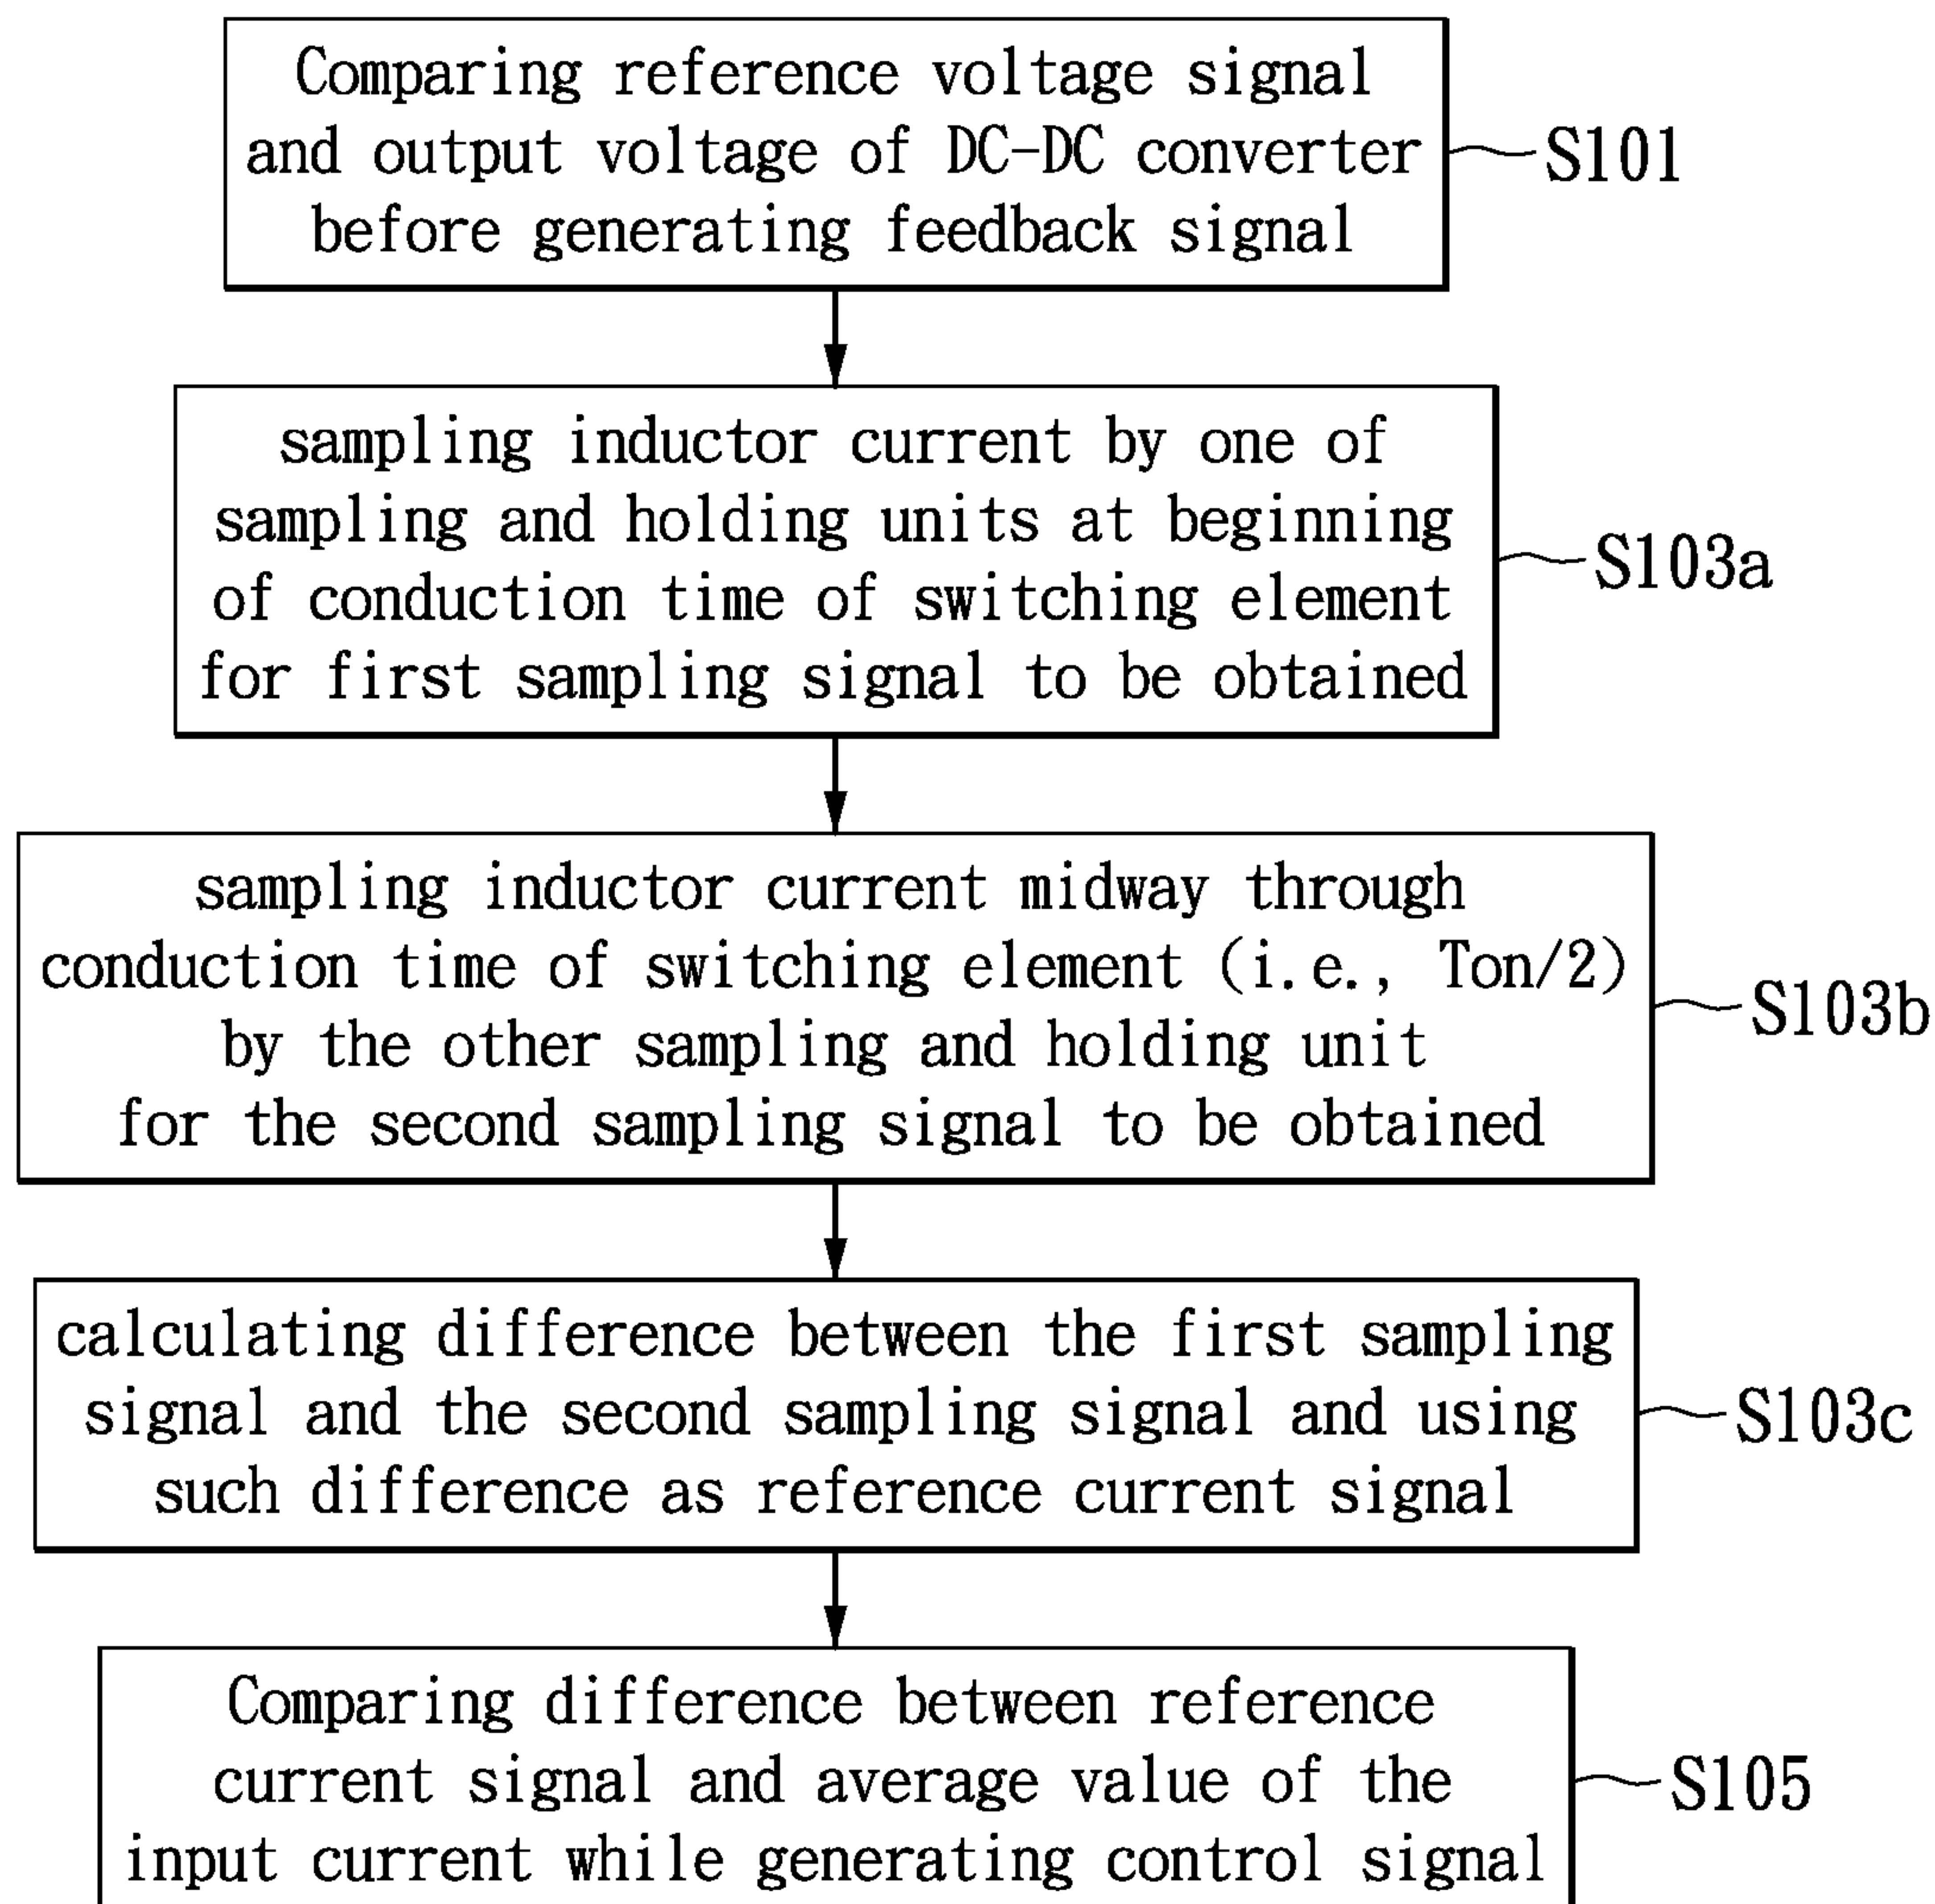 Comparing reference voltage signal
and output voltage of DC-DC converter
before generating feedback signal
S101
sampling inductor current by one of
sampling and holding units at beginning
of conduction time of switching element
for first sampling signal to be obtained
S103a
sampling inductor current midway through
conduction time of switching element (i.e., Ton/2)
by the other sampling and holding unit
for the second sampling signal to be obtained
S103b
calculating difference between the first sampling
signal and the second sampling signal and using
such difference as reference current signal
S103c
Comparing difference between reference
current signal and average value of the
input current while generating control signal
S105